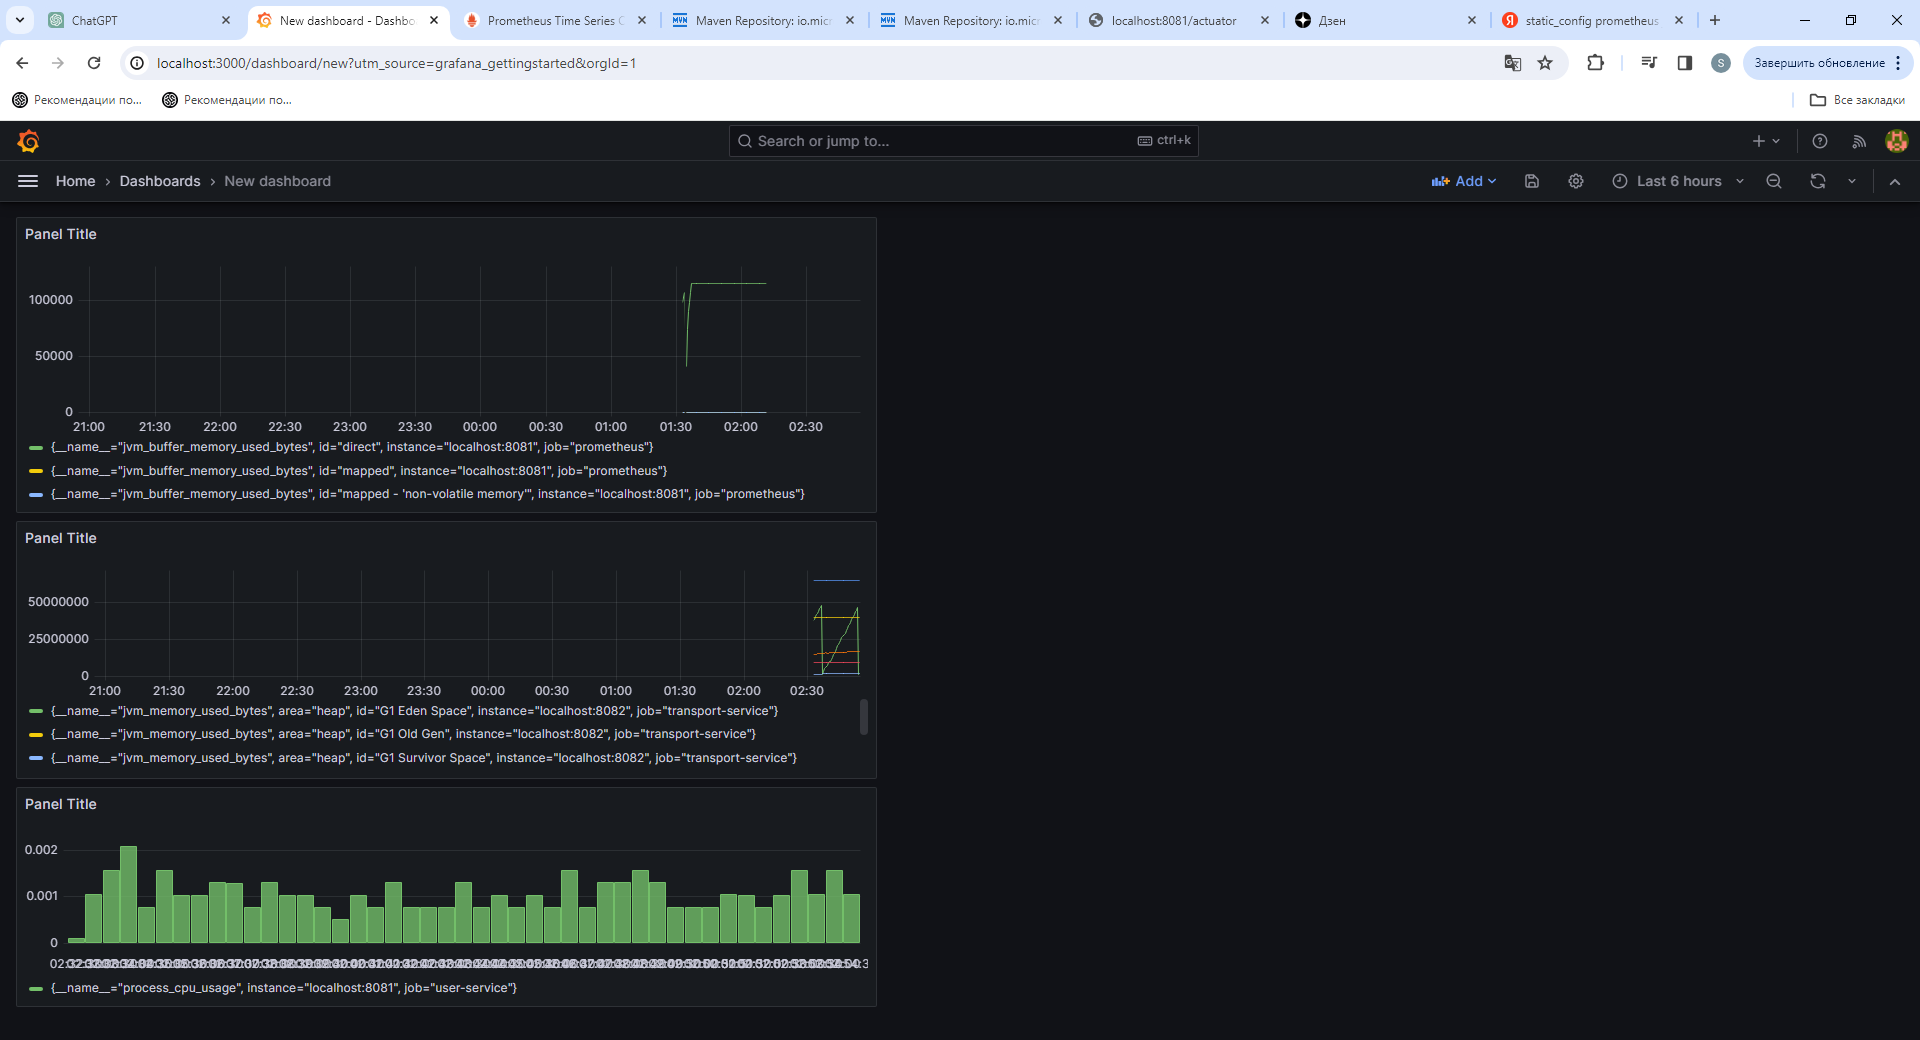 ChatGPT
New dashboard - Dashbo
Prometheus Time Series C
Maven Repository: io.micr
Maven Repository: io.micr
localhost:8081/actuator
Дзен
static_config prometheus
localhost:3000/dashboard/new?utm_source=grafana_gettingstarted&orgId=1
S
Завершить обновление
Рекомендации по...
Рекомендации по...
Все закладки
Search or jump to...
ctrl+k
Home › Dashboards › New dashboard
Add
Last 6 hours
Panel Title
100000
50000
0
21:00 21:30 22:00 22:30 23:00 23:30 00:00 00:30 01:00 01:30 02:00 02:30
{__name__="jvm_buffer_memory_used_bytes", id="direct", instance="localhost:8081", job="prometheus"}
{__name__="jvm_buffer_memory_used_bytes", id="mapped", instance="localhost:8081", job="prometheus"}
{__name__="jvm_buffer_memory_used_bytes", id="mapped - 'non-volatile memory'", instance="localhost:8081", job="prometheus"}
Panel Title
50000000
25000000
0
21:00 21:30 22:00 22:30 23:00 23:30 00:00 00:30 01:00 01:30 02:00 02:30
{__name__="jvm_memory_used_bytes", area="heap", id="G1 Eden Space", instance="localhost:8082", job="transport-service"}
{__name__="jvm_memory_used_bytes", area="heap", id="G1 Old Gen", instance="localhost:8082", job="transport-service"}
{__name__="jvm_memory_used_bytes", area="heap", id="G1 Survivor Space", instance="localhost:8082", job="transport-service"}
Panel Title
0.002
0.001
0
{__name__="process_cpu_usage", instance="localhost:8081", job="user-service"}